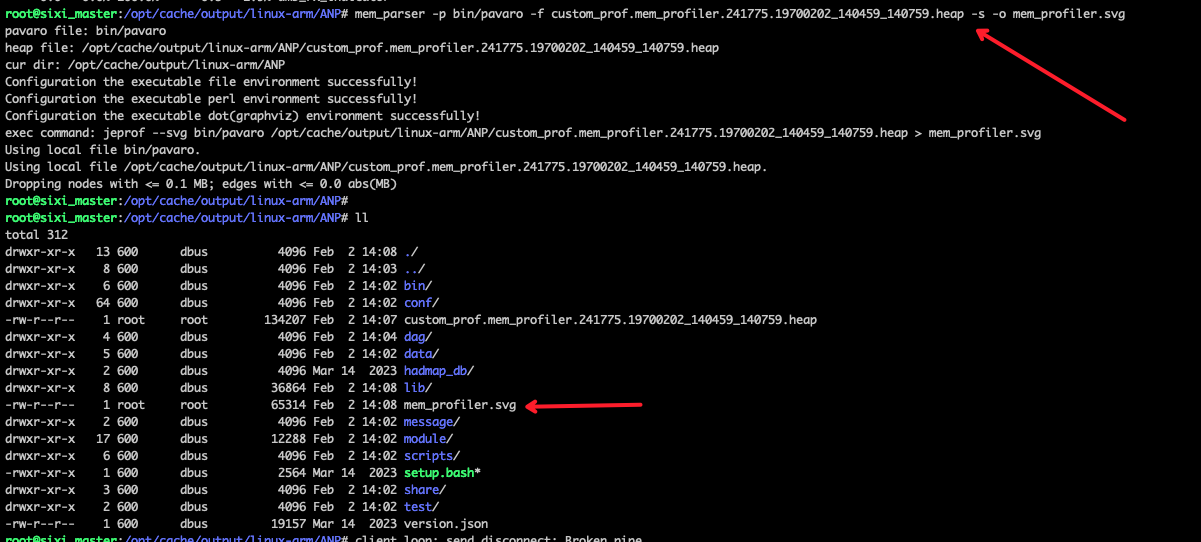 root@sixi_master:/opt/cache/output/linux-arm/ANP# mem_parser -p bin/pavaro -f custom_prof.mem_profiler.241775.19700202_140459_140759.heap -s -o mem_profiler.svg
pavaro file: bin/pavaro
heap file: /opt/cache/output/linux-arm/ANP/custom_prof.mem_profiler.241775.19700202_140459_140759.heap
cur dir: /opt/cache/output/linux-arm/ANP
Configuration the executable file environment successfully!
Configuration the executable perl environment successfully!
Configuration the executable dot(graphviz) environment successfully!
exec command: jeprof --svg bin/pavaro /opt/cache/output/linux-arm/ANP/custom_prof.mem_profiler.241775.19700202_140459_140759.heap > mem_profiler.svg
Using local file bin/pavaro.
Using local file /opt/cache/output/linux-arm/ANP/custom_prof.mem_profiler.241775.19700202_140459_140759.heap.
Dropping nodes with <= 0.1 MB; edges with <= 0.0 abs(MB)
root@sixi_master:/opt/cache/output/linux-arm/ANP#
root@sixi_master:/opt/cache/output/linux-arm/ANP# ll
total 312
drwxr-xr-x 13 600 dbus 4096 Feb 2 14:08 ./
drwxr-xr-x 8 600 dbus 4096 Feb 2 14:03 ../
drwxr-xr-x 6 600 dbus 4096 Feb 2 14:02 bin/
drwxr-xr-x 64 600 dbus 4096 Feb 2 14:02 conf/
-rw-r--r-- 1 root root 134207 Feb 2 14:07 custom_prof.mem_profiler.241775.19700202_140459_140759.heap
drwxr-xr-x 4 600 dbus 4096 Feb 2 14:04 dag/
drwxr-xr-x 5 600 dbus 4096 Feb 2 14:02 data/
drwxr-xr-x 2 600 dbus 4096 Mar 14 2023 hadmap_db/
drwxr-xr-x 8 600 dbus 36864 Feb 2 14:08 lib/
-rw-r--r-- 1 root root 65314 Feb 2 14:08 mem_profiler.svg
drwxr-xr-x 2 600 dbus 4096 Feb 2 14:02 message/
drwxr-xr-x 17 600 dbus 12288 Feb 2 14:02 module/
drwxr-xr-x 6 600 dbus 4096 Feb 2 14:02 scripts/
-rwxr-xr-x 1 600 dbus 2564 Mar 14 2023 setup.bash*
drwxr-xr-x 3 600 dbus 4096 Feb 2 14:02 share/
drwxr-xr-x 2 600 dbus 4096 Feb 2 14:02 test/
-rw-r--r-- 1 600 dbus 19157 Mar 14 2023 version.json
root@sixi_master:/opt/cache/output/linux-arm/ANP# client_loop: send disconnect: Broken pipe